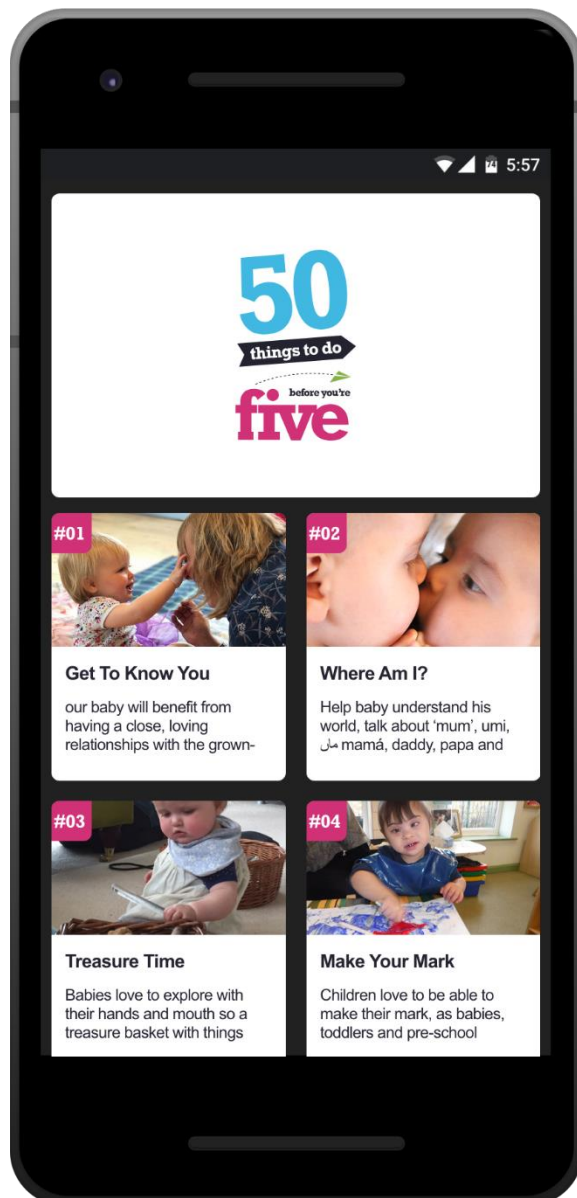 74 5:57
50
things to do
before you're
five
#01
Get To Know You
our baby will benefit from
having a close, loving
relationships with the grown-
#02
Where Am I?
Help baby understand his
world, talk about ‘mum’, umi,
ماں mamá, daddy, papa and
#03
Treasure Time
Babies love to explore with
their hands and mouth so a
treasure basket with things
#04
Make Your Mark
Children love to be able to
make their mark, as babies,
toddlers and pre-school